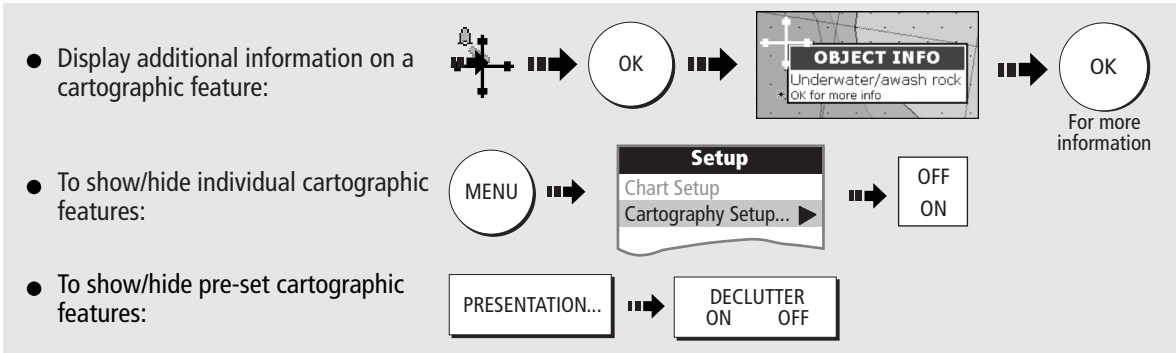 ● Display additional information on a
cartographic feature:
OK
OBJECT INFO
Underwater/awash rock
OK for more info
OK
For more
information
● To show/hide individual cartographic
features:
MENU
Setup
Chart Setup
Cartography Setup...
OFF
ON
● To show/hide pre-set cartographic
features:
PRESENTATION...
DECLUTTER
ON OFF